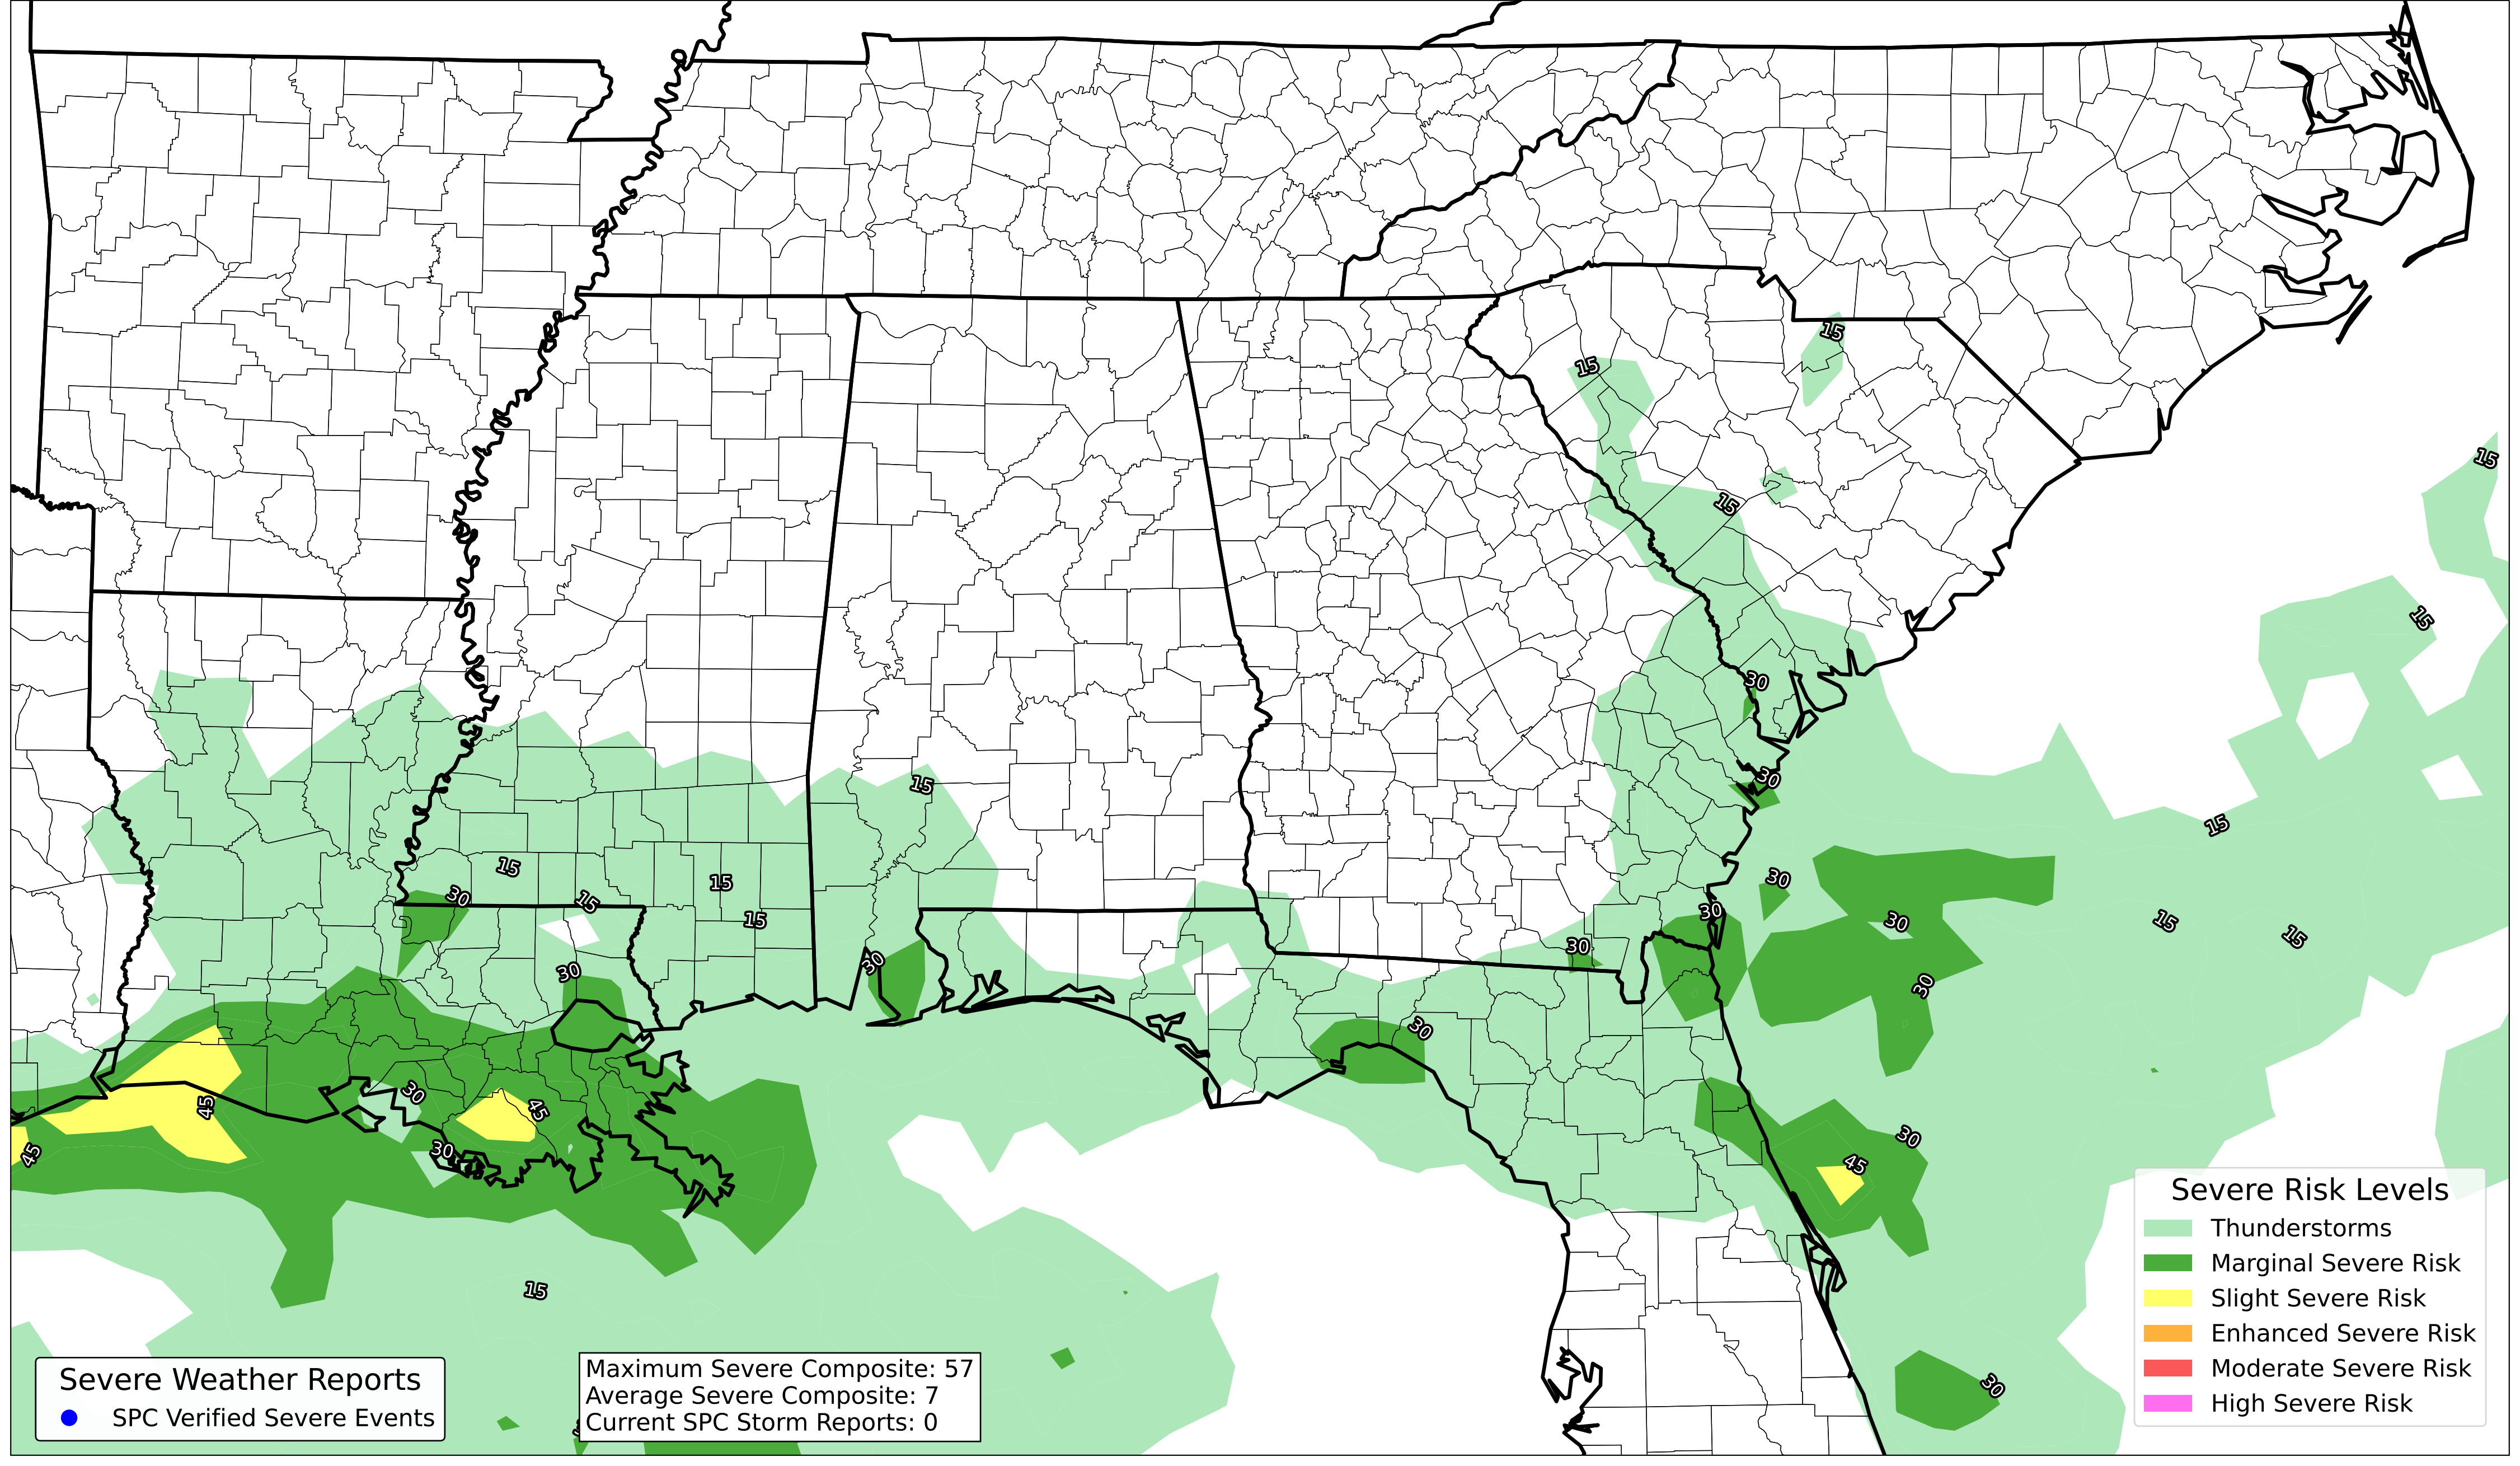 15
15
15
15
15
30
30
15
15
15
30
30
15
15
15
15
30
30
15
15
30
30
30
30
30
30
30
45
45
30
30
45
45
15
30
Severe Risk Levels
Thunderstorms
Marginal Severe Risk
Slight Severe Risk
Enhanced Severe Risk
Moderate Severe Risk
High Severe Risk
Severe Weather Reports
SPC Verified Severe Events
Maximum Severe Composite: 57
Average Severe Composite: 7
Current SPC Storm Reports: 0